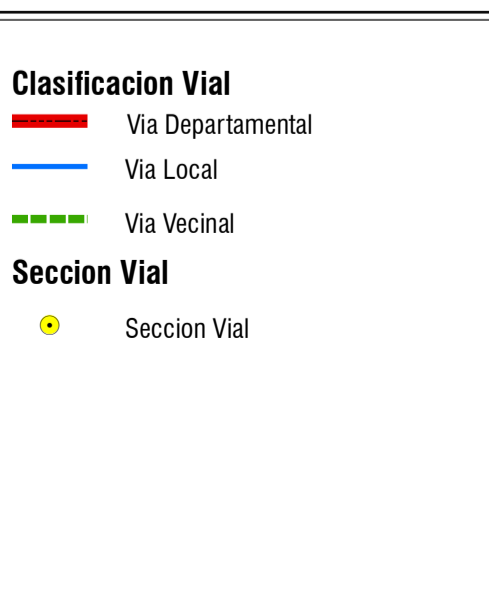 Clasificacion Vial
Via Departamental
Via Local
Via Vecinal
Seccion Vial
Seccion Vial